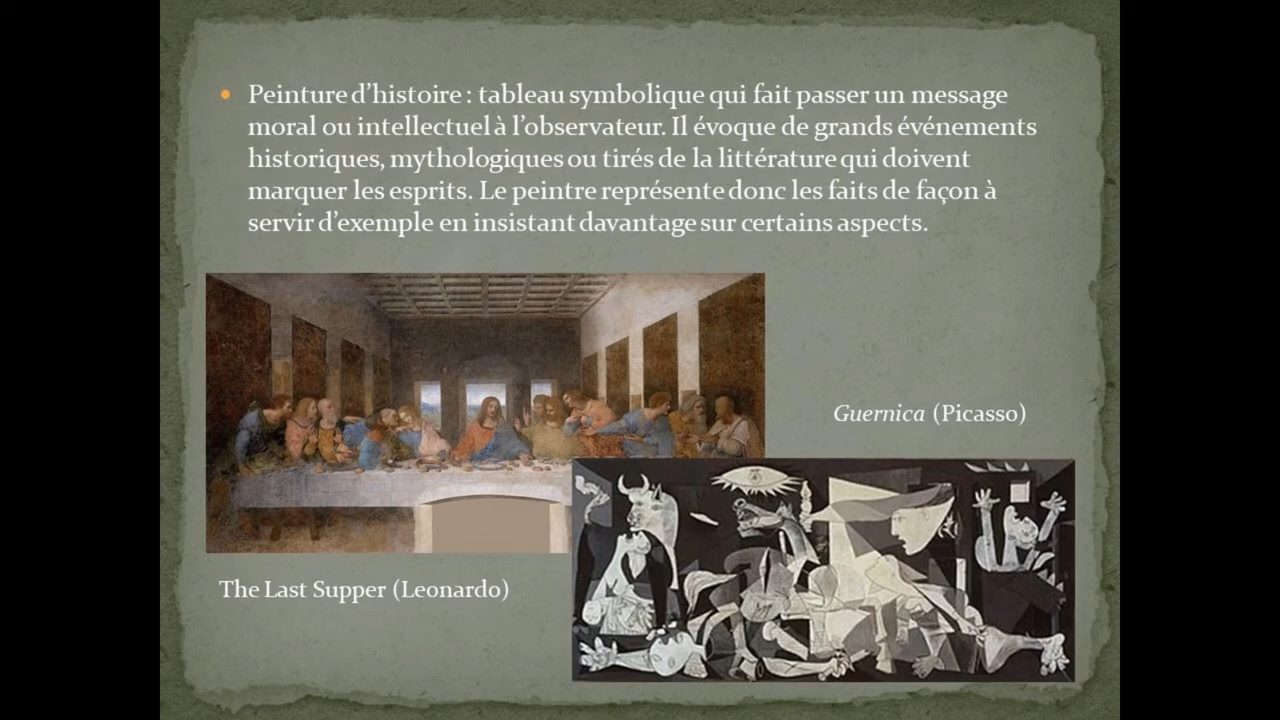 Peinture d’histoire : tableau symbolique qui fait passer un message
moral ou intellectuel à l’observateur. Il évoque de grands événements
historiques, mythologiques ou tirés de la littérature qui doivent
marquer les esprits. Le peintre représente donc les faits de façon à
servir d’exemple en insistant davantage sur certains aspects.
Guernica (Picasso)
The Last Supper (Leonardo)